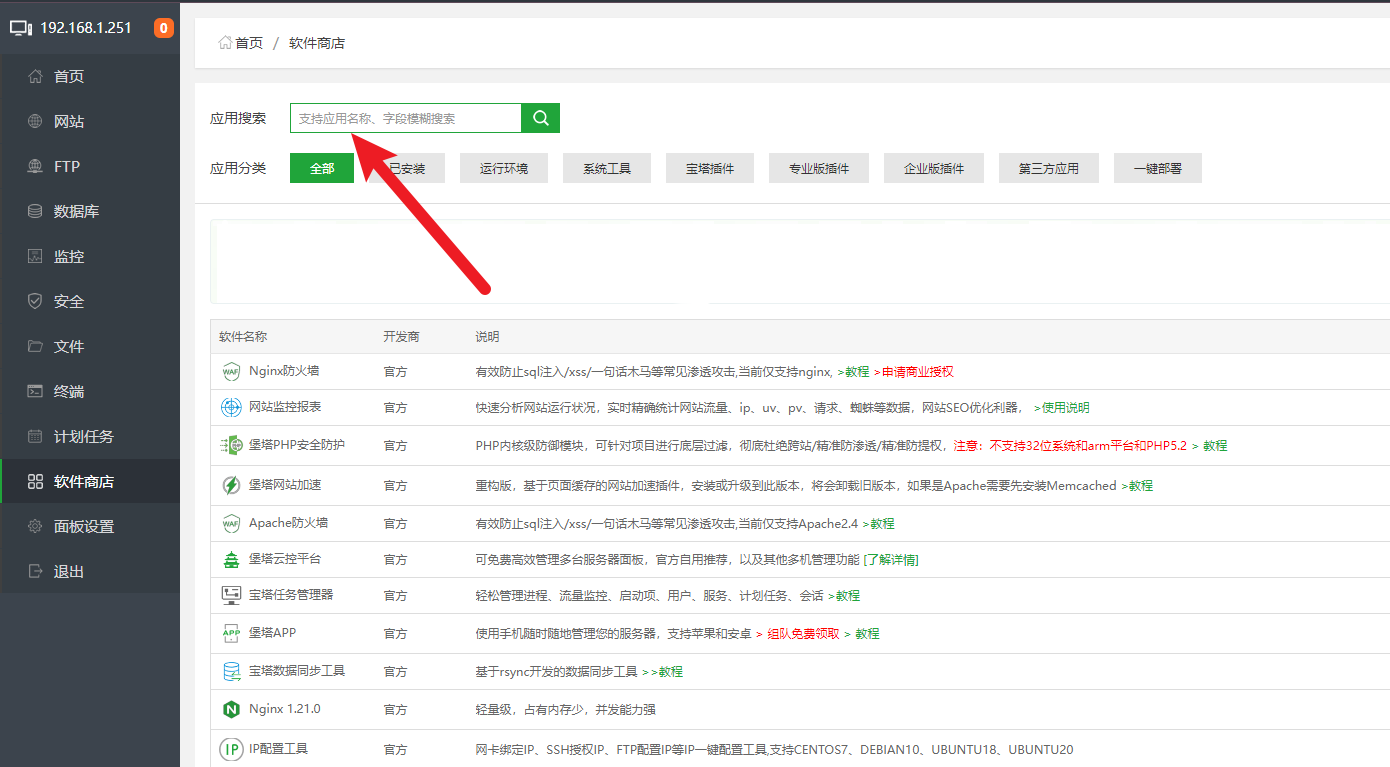 192.168.1.251 0
首页
网站
FTP
数据库
监控
安全
文件
终端
计划任务
软件商店
面板设置
退出
首页 / 软件商店
应用搜索 支持应用名称、字段模糊搜索
应用分类 全部 已安装 运行环境 系统工具 宝塔插件 专业版插件 企业版插件 第三方应用 一键部署
软件名称 开发商 说明
WAF Nginx防火墙 官方 有效防止sql注入/xss/一句话木马等常见渗透攻击,当前仅支持nginx, >教程 >申请商业授权
网站监控报表 官方 快速分析网站运行状况，实时精确统计网站流量、ip、uv、pv、请求、蜘蛛等数据，网站SEO优化利器， >使用说明
堡塔PHP安全防护 官方 PHP内核级防御模块，可针对项目进行底层过滤，彻底杜绝跨站/精准防渗透/精准防提权，注意：不支持32位系统和arm平台和PHP5.2 > 教程
堡塔网站加速 官方 重构版，基于页面缓存的网站加速插件，安装或升级到此版本，将会卸载旧版本，如果是Apache需要先安装Memcached >教程
WAF Apache防火墙 官方 有效防止sql注入/xss/一句话木马等常见渗透攻击,当前仅支持Apache2.4 >教程
堡塔云控平台 官方 可免费高效管理多台服务器面板，官方自用推荐，以及其他多机管理功能 [了解详情]
宝塔任务管理器 官方 轻松管理进程、流量监控、启动项、用户、服务、计划任务、会话 >教程
APP 堡塔APP 官方 使用手机随时随地管理您的服务器，支持苹果和安卓 > 组队免费领取 > 教程
宝塔数据同步工具 官方 基于rsync开发的数据同步工具 >>教程
N Nginx 1.21.0 官方 轻量级，占有内存少，并发能力强
IP IP配置工具 官方 网卡绑定IP、SSH授权IP、FTP配置IP等IP一键配置工具,支持CENTOS7、DEBIAN10、UBUNTU18、UBUNTU20